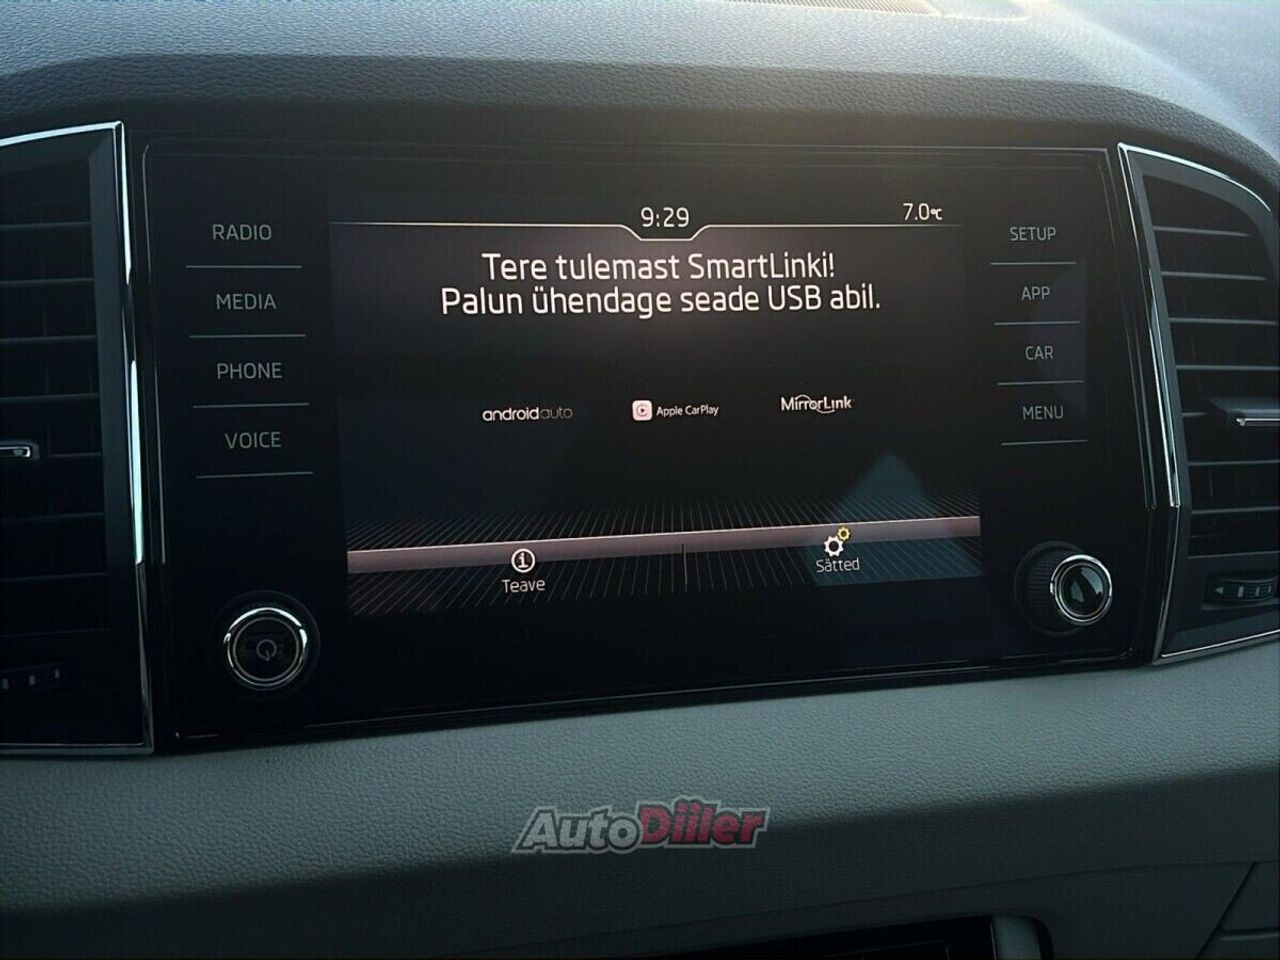 9:29
7.0°C
RADIO
MEDIA
PHONE
VOICE
Tere tulemast SmartLinki!
Palun ühendage seade USB abil.
androidauto
Apple CarPlay
MirrorLink
Teave
Sätted
SETUP
APP
CAR
MENU
AutoDiiler